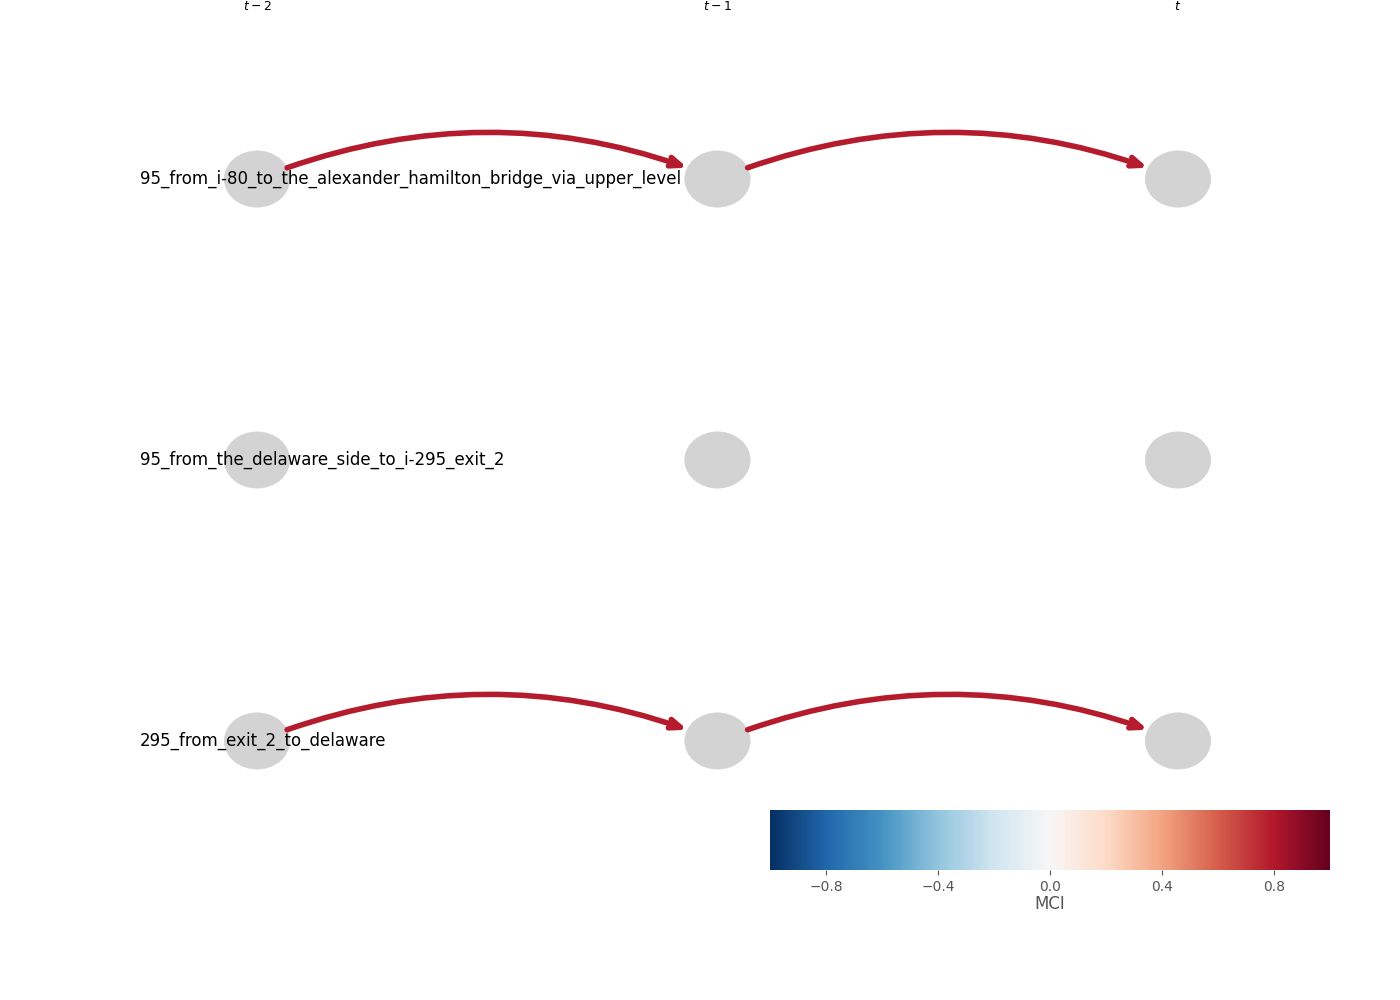 t − 2 t − 1 t
95_from_i-80_to_the_alexander_hamilton_bridge_via_upper_level
95_from_the_delaware_side_to_i-295_exit_2
295_from_exit_2_to_delaware
−0.8 −0.4 0.0 0.4 0.8
MCI